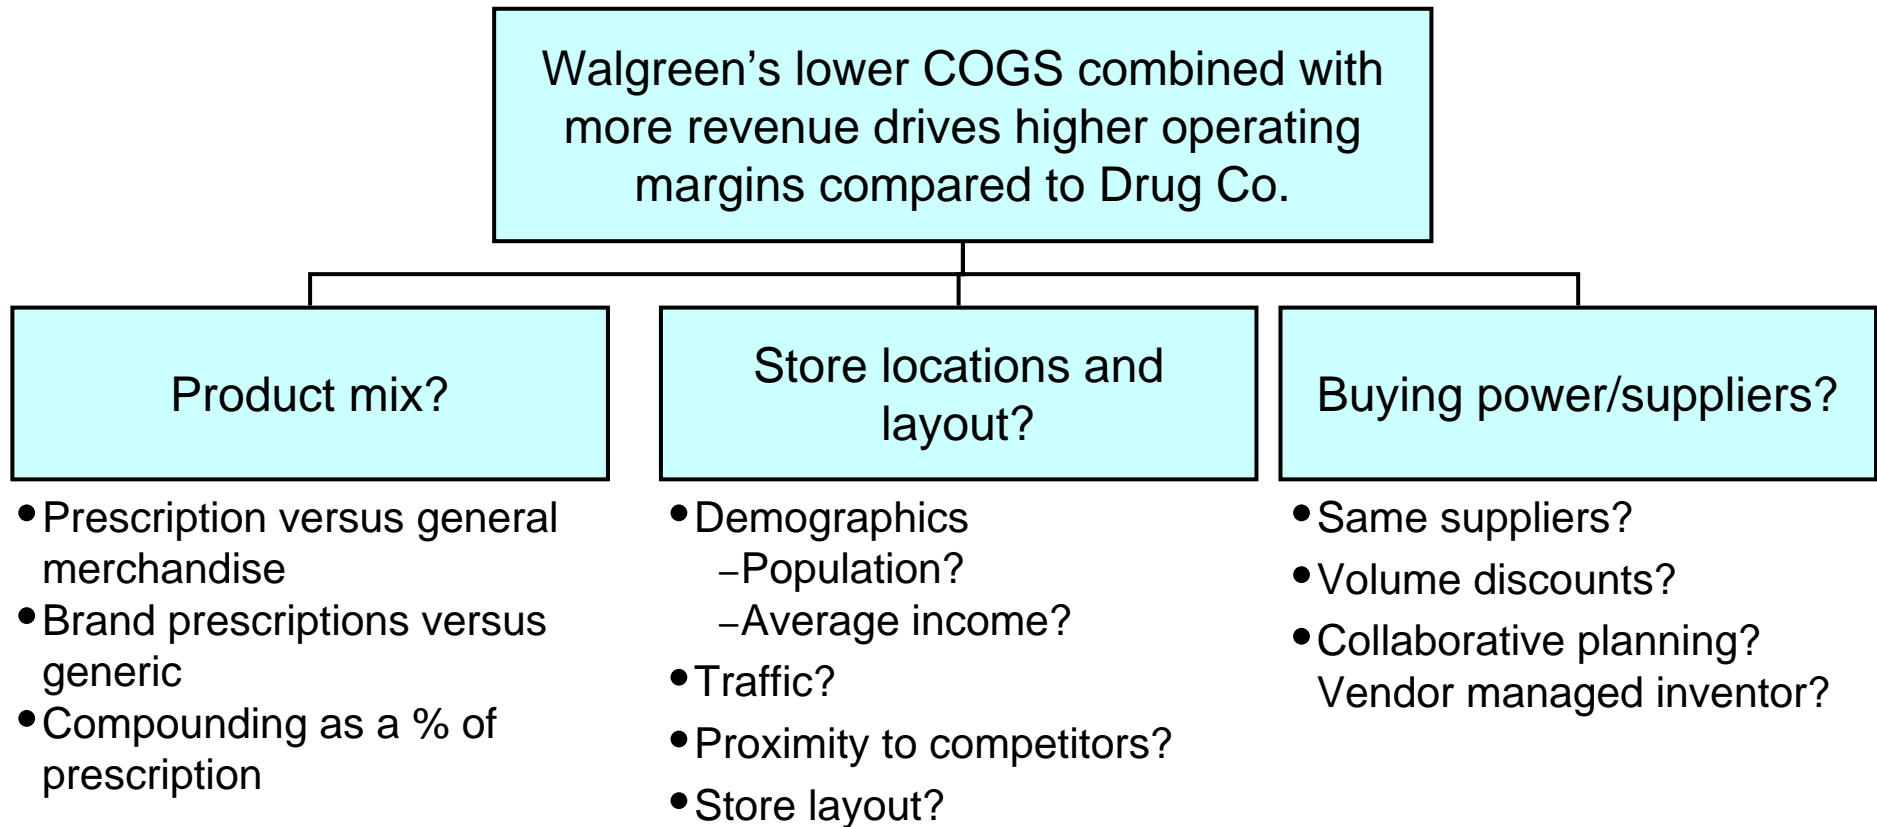 Walgreen’s lower COGS combined with
more revenue drives higher operating
margins compared to Drug Co.
Product mix?
•Prescription versus general
merchandise
•Brand prescriptions versus
generic
•Compounding as a % of
prescription
Store locations and
layout?
•Demographics
–Population?
–Average income?
•Traffic?
•Proximity to competitors?
•Store layout?
Buying power/suppliers?
•Same suppliers?
•Volume discounts?
•Collaborative planning?
Vendor managed inventor?